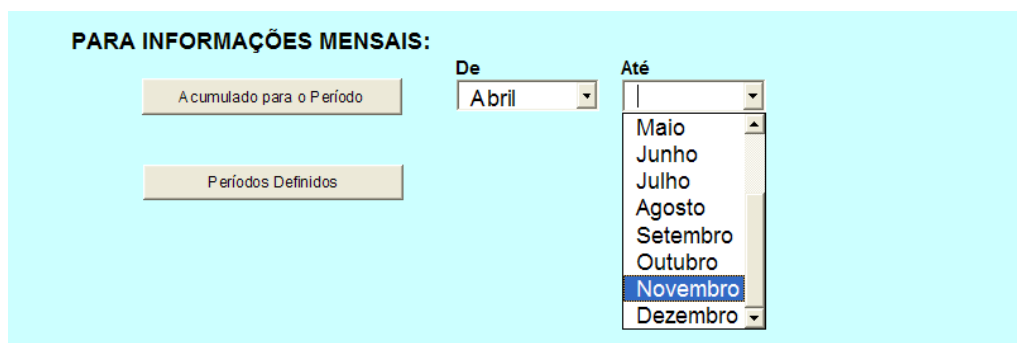 PARA INFORMAÇÕES MENSAIS:
De Até
Acumulado para o Período Abril
Maio
Junho
Períodos Definidos Julho
Agosto
Setembro
Outubro
Novembro
Dezembro